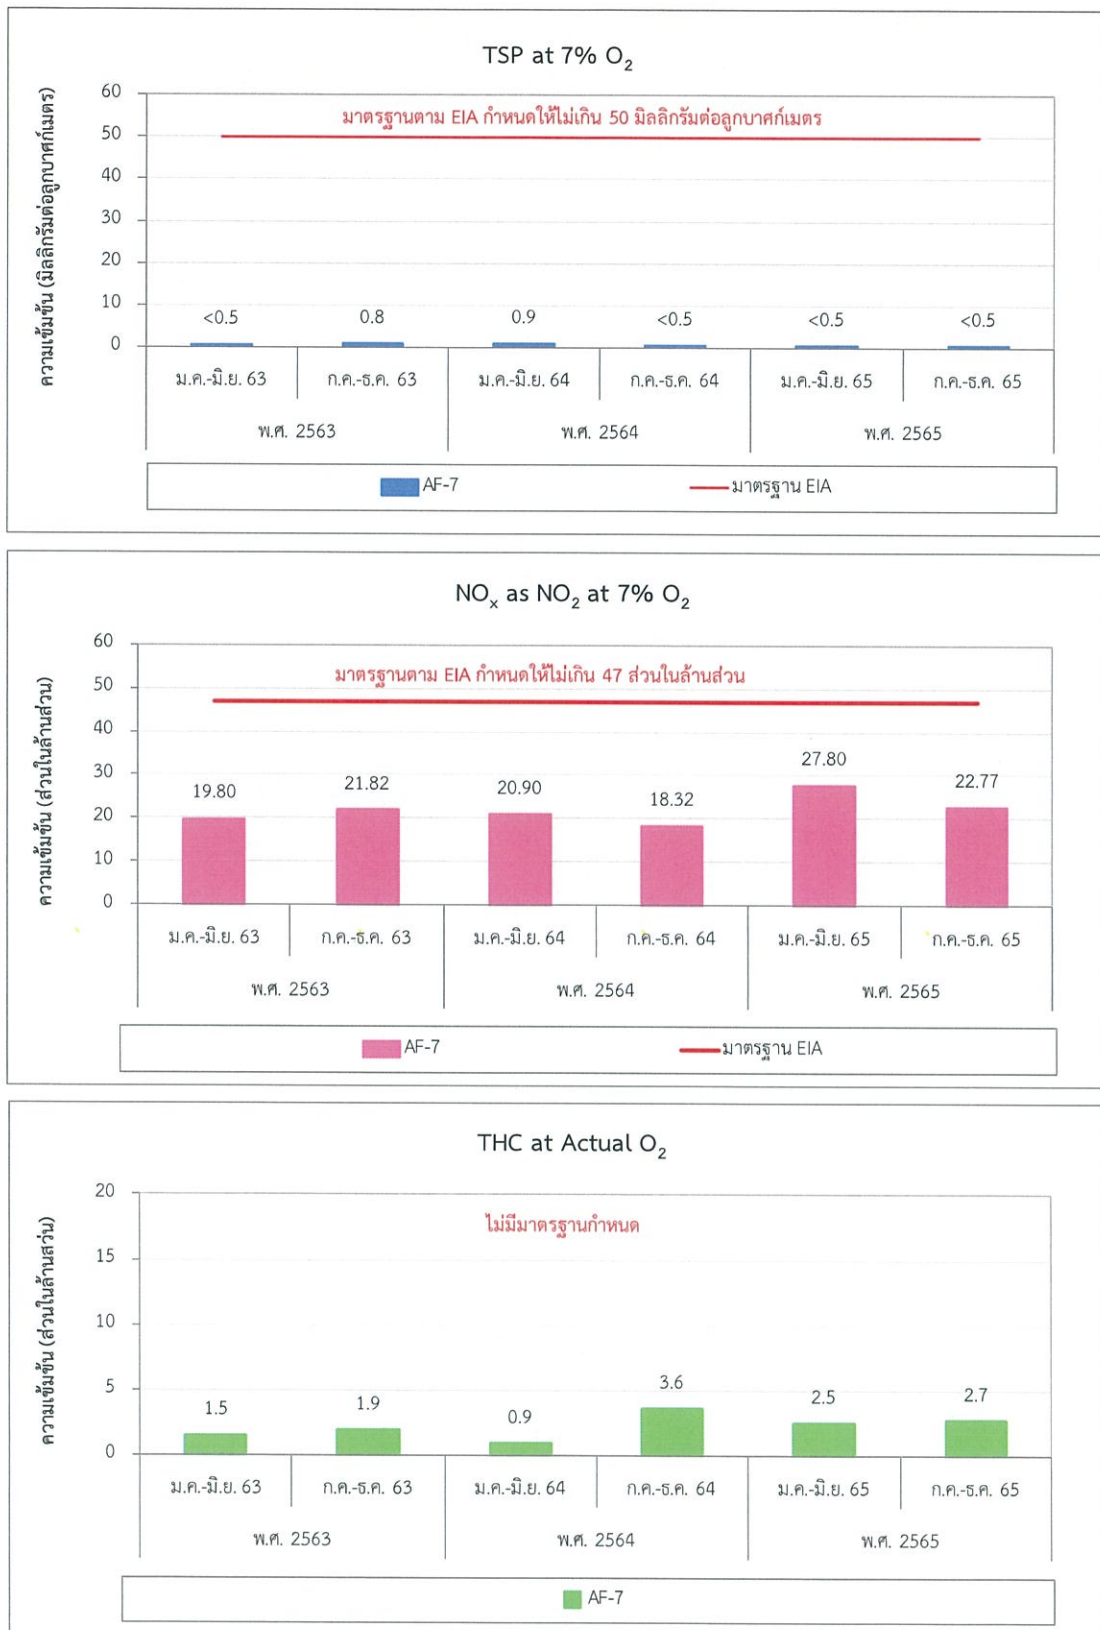 TSP at 7% O₂
ความเข้มข้น (มิลลิกรัมต่อลูกบาศก์เมตร)
60
มาตรฐานตาม EIA กำหนดให้ไม่เกิน 50 มิลลิกรัมต่อลูกบาศก์เมตร
50
40
30
20
10
0
<0.5 0.8 0.9 <0.5 <0.5 <0.5
ม.ค.-มิ.ย. 63 ก.ค.-ธ.ค. 63 ม.ค.-มิ.ย. 64 ก.ค.-ธ.ค. 64 ม.ค.-มิ.ย. 65 ก.ค.-ธ.ค. 65
พ.ศ. 2563 พ.ศ. 2564 พ.ศ. 2565
AF-7 มาตรฐาน EIA
NOₓ as NO₂ at 7% O₂
ความเข้มข้น (ส่วนในล้านส่วน)
60
มาตรฐานตาม EIA กำหนดให้ไม่เกิน 47 ส่วนในล้านส่วน
50
40
30
20
10
0
19.80 21.82 20.90 18.32 27.80 22.77
ม.ค.-มิ.ย. 63 ก.ค.-ธ.ค. 63 ม.ค.-มิ.ย. 64 ก.ค.-ธ.ค. 64 ม.ค.-มิ.ย. 65 ก.ค.-ธ.ค. 65
พ.ศ. 2563 พ.ศ. 2564 พ.ศ. 2565
AF-7 มาตรฐาน EIA
THC at Actual O₂
ความเข้มข้น (ส่วนในล้านสว่น)
20
ไม่มีมาตรฐานกำหนด
15
10
5
0
1.5 1.9 0.9 3.6 2.5 2.7
ม.ค.-มิ.ย. 63 ก.ค.-ธ.ค. 63 ม.ค.-มิ.ย. 64 ก.ค.-ธ.ค. 64 ม.ค.-มิ.ย. 65 ก.ค.-ธ.ค. 65
พ.ศ. 2563 พ.ศ. 2564 พ.ศ. 2565
AF-7